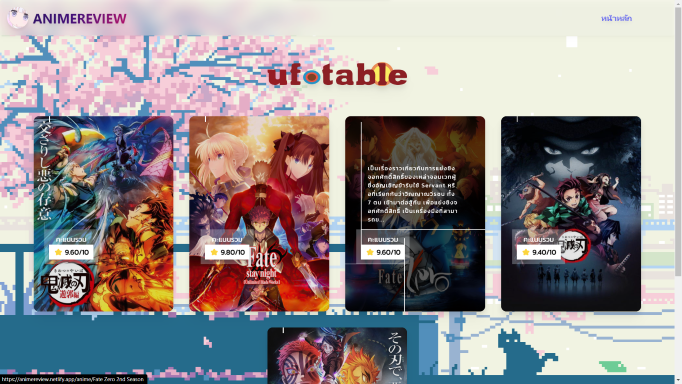 ANIMEREVIEW
หน้าหลัก
ufotable
คะแนนรวม
9.60/10
鬼滅の刃
遊郭編
คะแนนรวม
9.80/10
Fate
stay night
[Unlimited Blade Works]
เป็นเรื่องราวเกี่ยวกับการแย่งชิง
จอกศักดิ์สิทธิ์ของเหล่าจอมเวทผู้
ซึ่งอัญเชิญข้ารับใช้ Servant หรื
อที่เรียกกันว่าวิญญาณวีรชน ทั้ง
7 ตน เข้ามาต่อสู้กัน เพื่อแย่งชิงจ
อกศักดิ์สิทธิ์ เป็นเครื่องมือที่สามา
รถบ
คะแนนรวม
9.60/10
Fate
คะแนนรวม
9.40/10
鬼滅の刃
その刃で
https://animereview.netlify.app/anime/Fate Zero 2nd Season